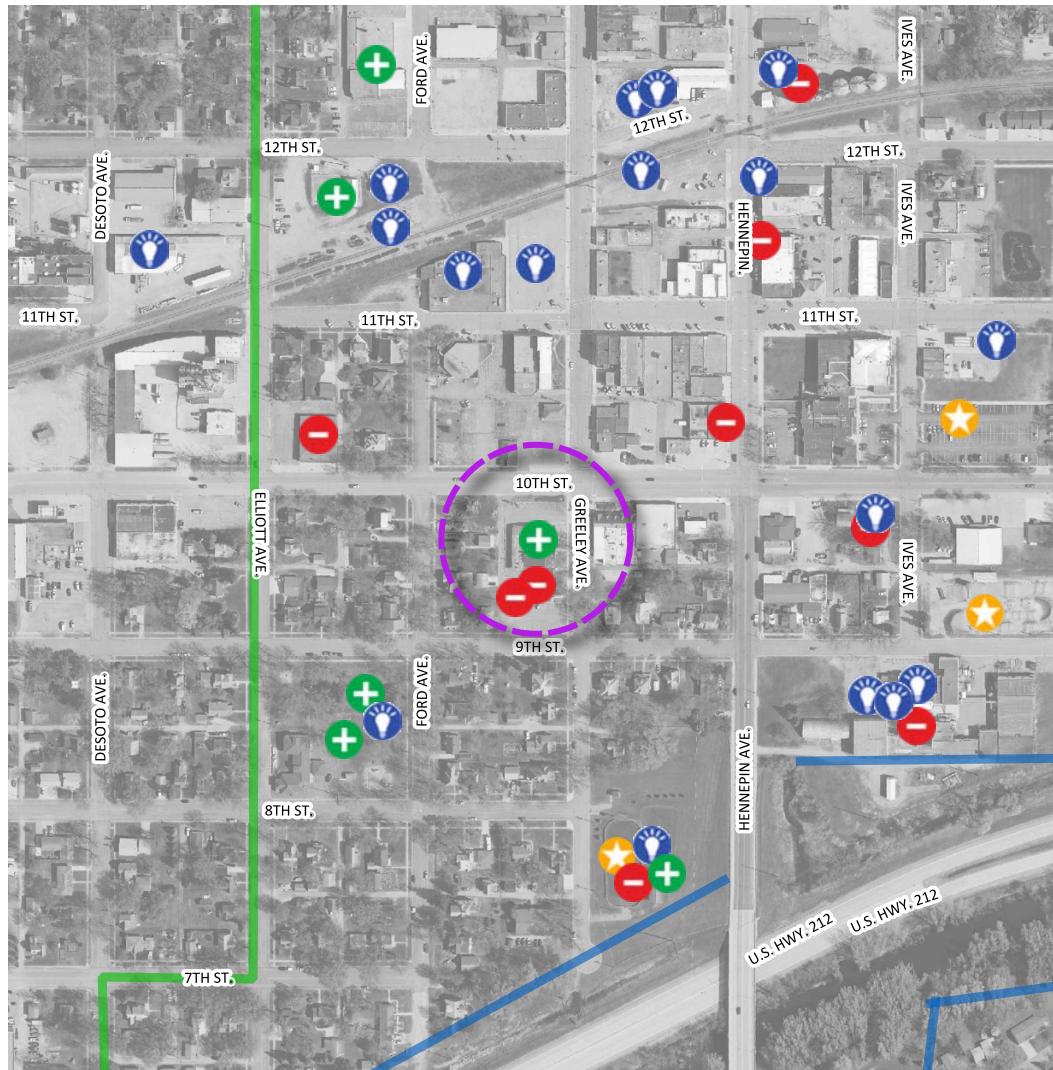 IVES AVE.
FORD AVE.
12TH ST.
12TH ST.
12TH ST.
DESOTO AVE.
IVES AVE.
HENNEPIN.
11TH ST.
11TH ST.
11TH ST.
10TH ST.
GREELEY AVE.
ELLIOTT AVE.
IVES AVE.
9TH ST.
FORD AVE.
DESOTO AVE.
HENNEPIN AVE.
8TH ST.
U.S. HWY, 212
U.S. HWY, 212
7TH ST.